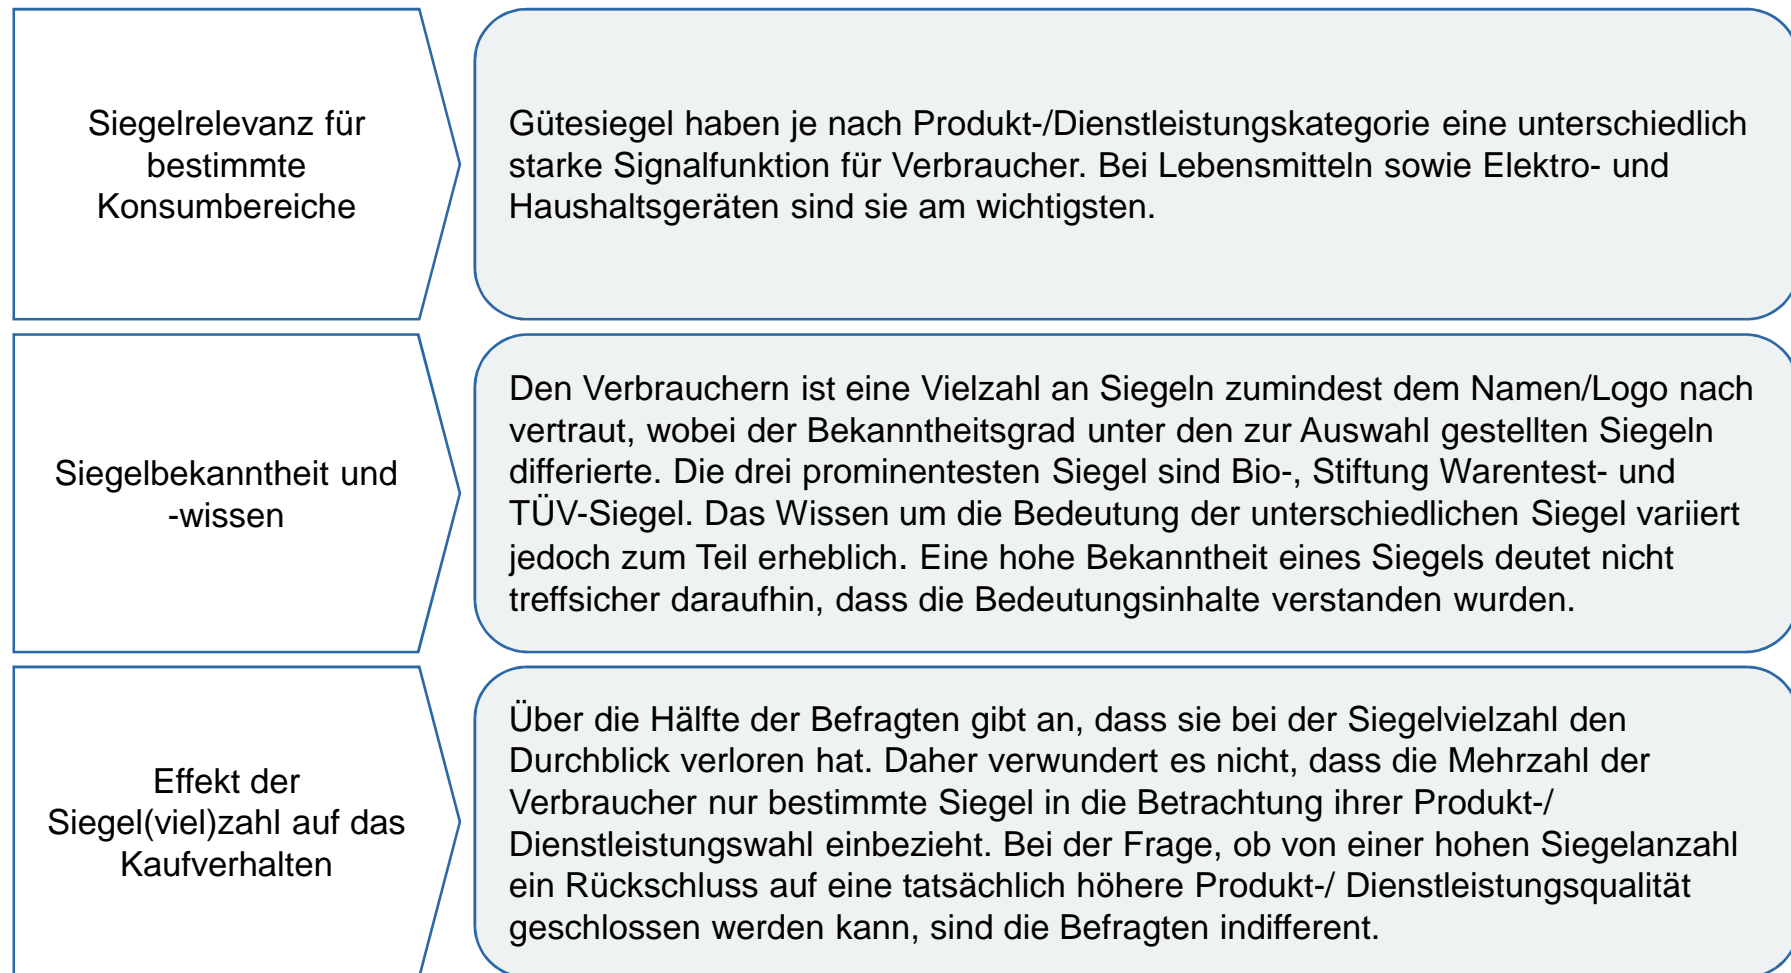 Siegelrelevanz für
bestimmte
Konsumbereiche
Gütesiegel haben je nach Produkt-/Dienstleistungskategorie eine unterschiedlich
starke Signalfunktion für Verbraucher. Bei Lebensmitteln sowie Elektro- und
Haushaltsgeräten sind sie am wichtigsten.
Siegelbekanntheit und
-wissen
Den Verbrauchern ist eine Vielzahl an Siegeln zumindest dem Namen/Logo nach
vertraut, wobei der Bekanntheitsgrad unter den zur Auswahl gestellten Siegeln
differierte. Die drei prominentesten Siegel sind Bio-, Stiftung Warentest- und
TÜV-Siegel. Das Wissen um die Bedeutung der unterschiedlichen Siegel variiert
jedoch zum Teil erheblich. Eine hohe Bekanntheit eines Siegels deutet nicht
treffsicher daraufhin, dass die Bedeutungsinhalte verstanden wurden.
Effekt der
Siegel(viel)zahl auf das
Kaufverhalten
Über die Hälfte der Befragten gibt an, dass sie bei der Siegelvielzahl den
Durchblick verloren hat. Daher verwundert es nicht, dass die Mehrzahl der
Verbraucher nur bestimmte Siegel in die Betrachtung ihrer Produkt-/
Dienstleistungswahl einbezieht. Bei der Frage, ob von einer hohen Siegelanzahl
ein Rückschluss auf eine tatsächlich höhere Produkt-/ Dienstleistungsqualität
geschlossen werden kann, sind die Befragten indifferent.